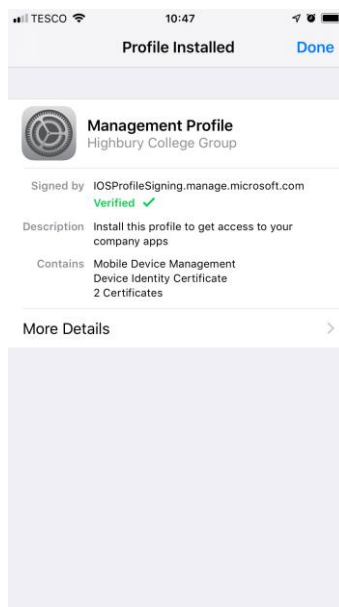 TESCO 10:47
Profile Installed Done
Management Profile
Highbury College Group
Signed by IOSProfileSigning.manage.microsoft.com
Verified ✓
Description Install this profile to get access to your
company apps
Contains Mobile Device Management
Device Identity Certificate
2 Certificates
More Details